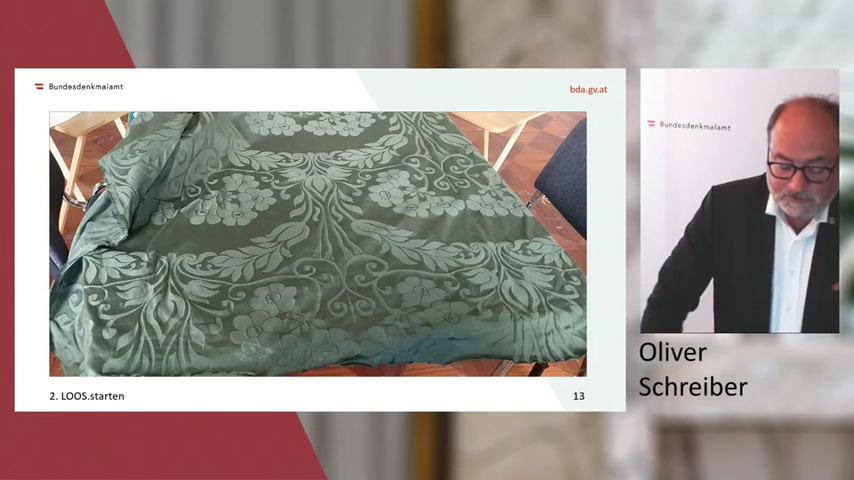 Bundesdenkmalamt
bda.gv.at
2. LOOS.starten
13
Bundesdenkmalamt
Oliver
Schreiber